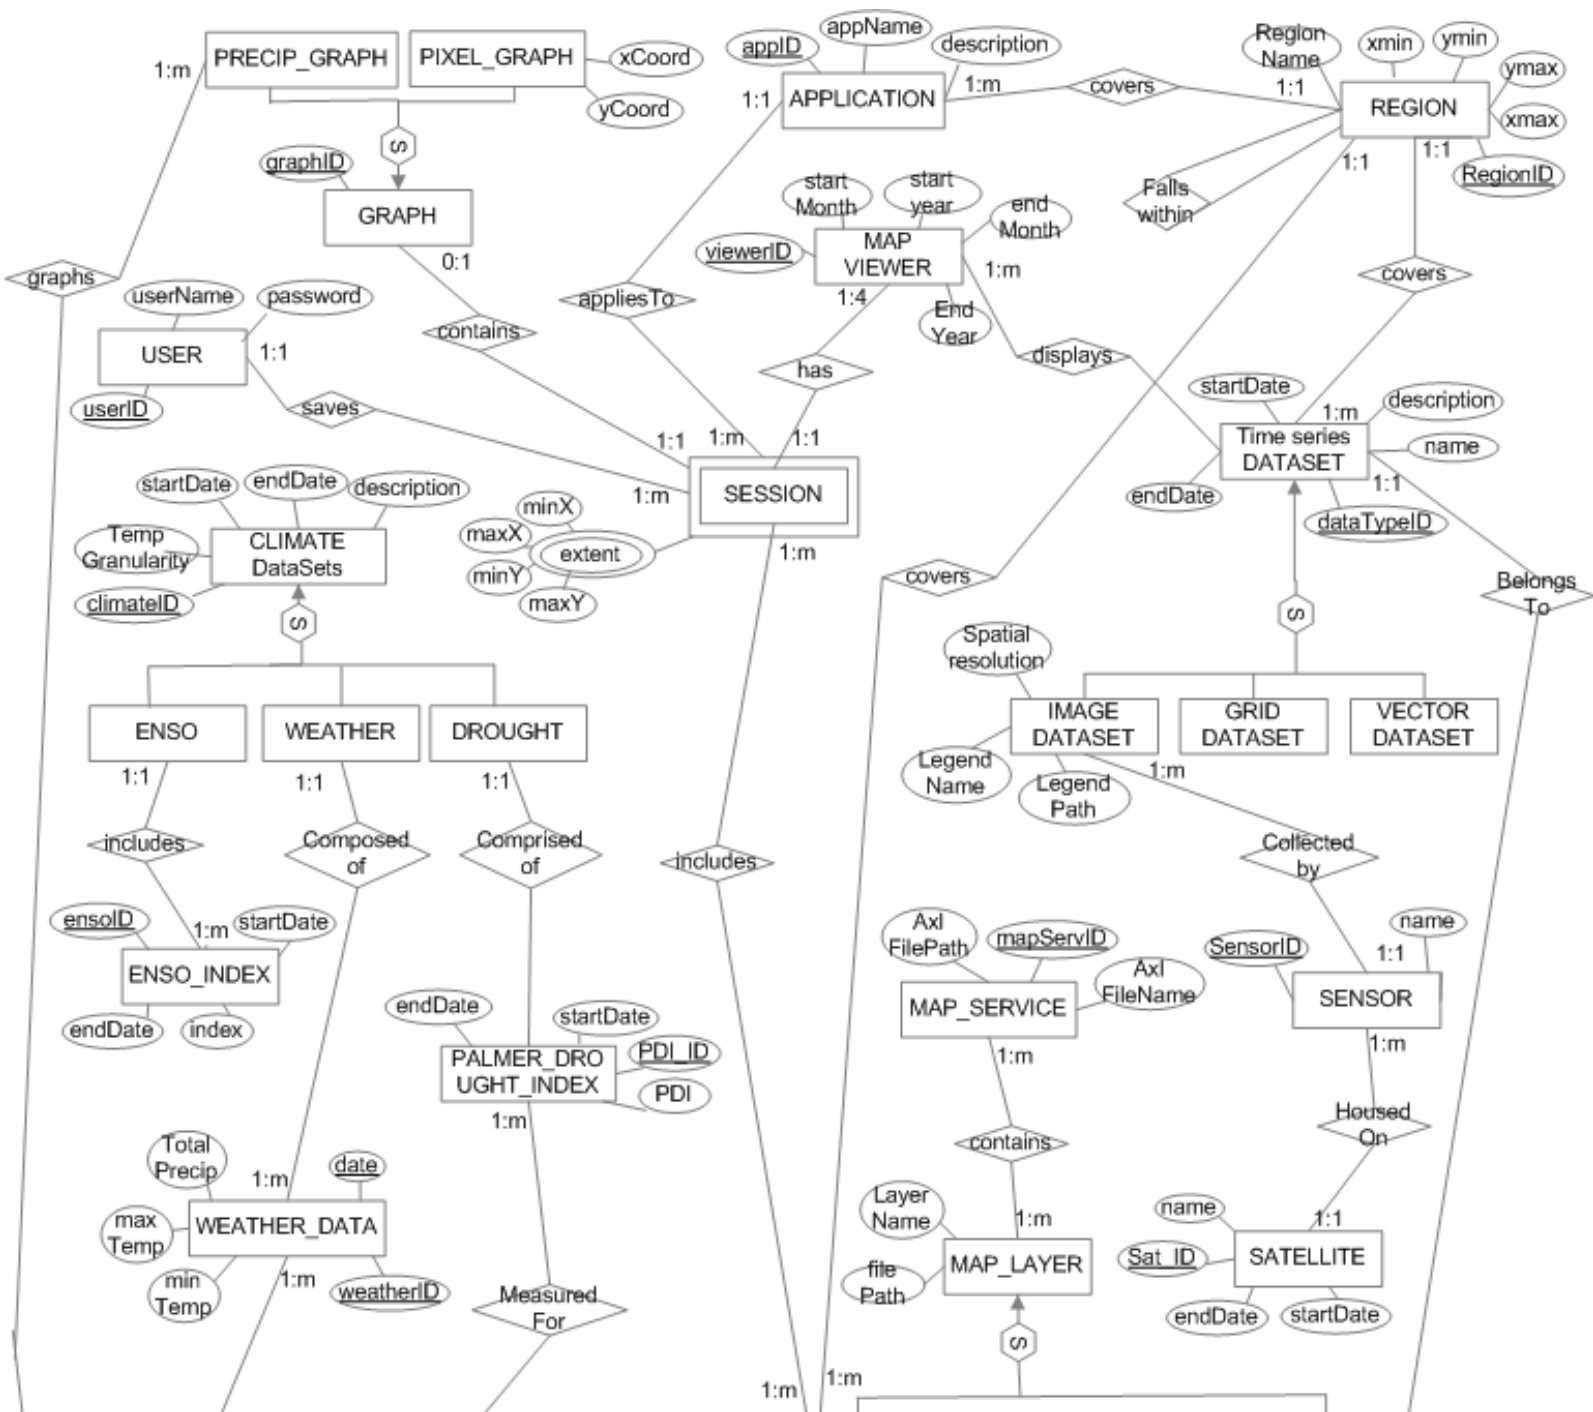 PRECIP_GRAPH
PIXEL_GRAPH
xCoord
yCoord
1:m
S
graphID
GRAPH
0:1
graphs
appID
appName
description
1:m
covers
1:1
APPLICATION
1:1
Region
Name
xmin
ymin
ymax
xmax
REGION
RegionID
1:1
1:1
Falls
within
covers
start
Month
start
year
end
Month
viewerID
MAP
VIEWER
1:m
1:4
End
Year
appliesTo
displays
has
userName
password
USER
1:1
userID
contains
saves
1:1
1:m
1:1
1:m
SESSION
1:m
extent
minX
maxX
minY
maxY
startDate
1:m
description
Time series
DATASET
name
1:1
endDate
dataTypeID
covers
Belongs
To
S
startDate
endDate
description
Temp
Granularity
CLIMATE
DataSets
climateID
S
ENSO
WEATHER
DROUGHT
1:1
1:1
1:1
includes
Composed
of
Comprised
of
includes
Spatial
resolution
IMAGE
DATASET
GRID
DATASET
VECTOR
DATASET
Legend
Name
Legend
Path
1:m
Collected
by
ensoID
1:m
startDate
ENSO_INDEX
endDate
index
Axl
FilePath
mapServID
Axl
FileName
MAP_SERVICE
1:m
name
SensorID
1:1
SENSOR
1:m
endDate
startDate
PALMER_DRO
UGHT_INDEX
PDI_ID
PDI
1:m
contains
Housed
On
Total
Precip
1:m
date
max
Temp
WEATHER_DATA
min
Temp
1:m
weatherID
Measured
For
Layer
Name
1:m
MAP_LAYER
file
Path
S
name
1:1
Sat_ID
SATELLITE
endDate
startDate
1:m
1:m